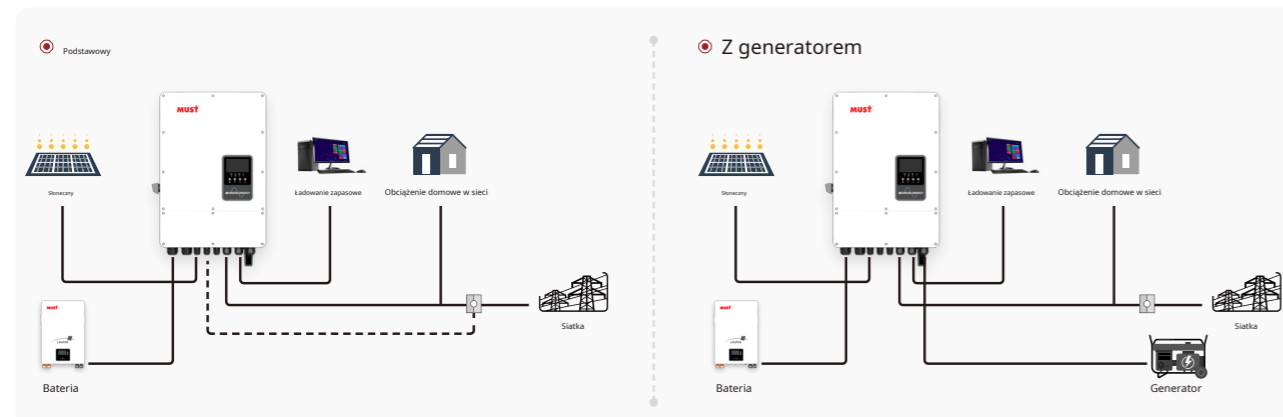 Podstawowy
MUST
Słoneczny
Ładowanie zapasowe
Obciążenie domowe w sieci
MUST
Siatka
Bateria
Z generatorem
MUST
Słoneczny
Ładowanie zapasowe
Obciążenie domowe w sieci
MUST
Siatka
Bateria
Generator